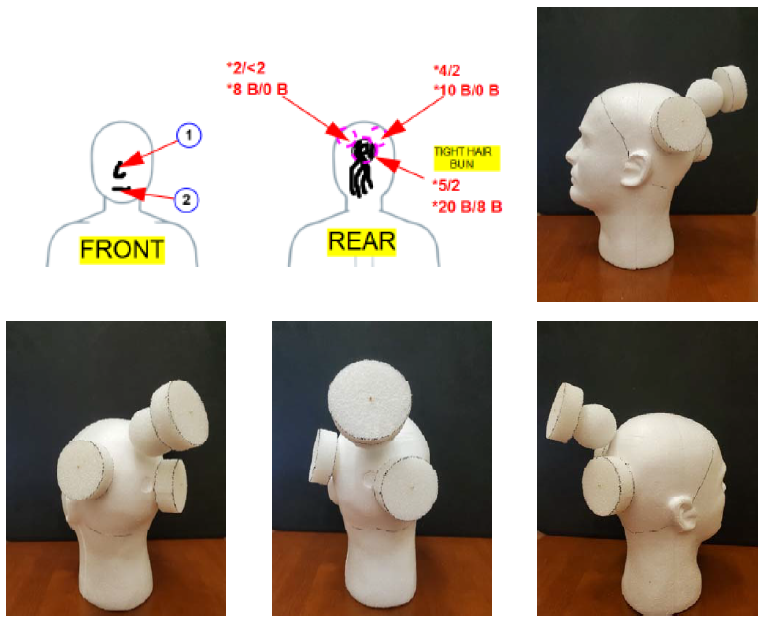 1
2
FRONT
*2/<2
*8 B/0 B
*4/2
*10 B/0 B
TIGHT HAIR
BUN
*5/2
*20 B/8 B
REAR